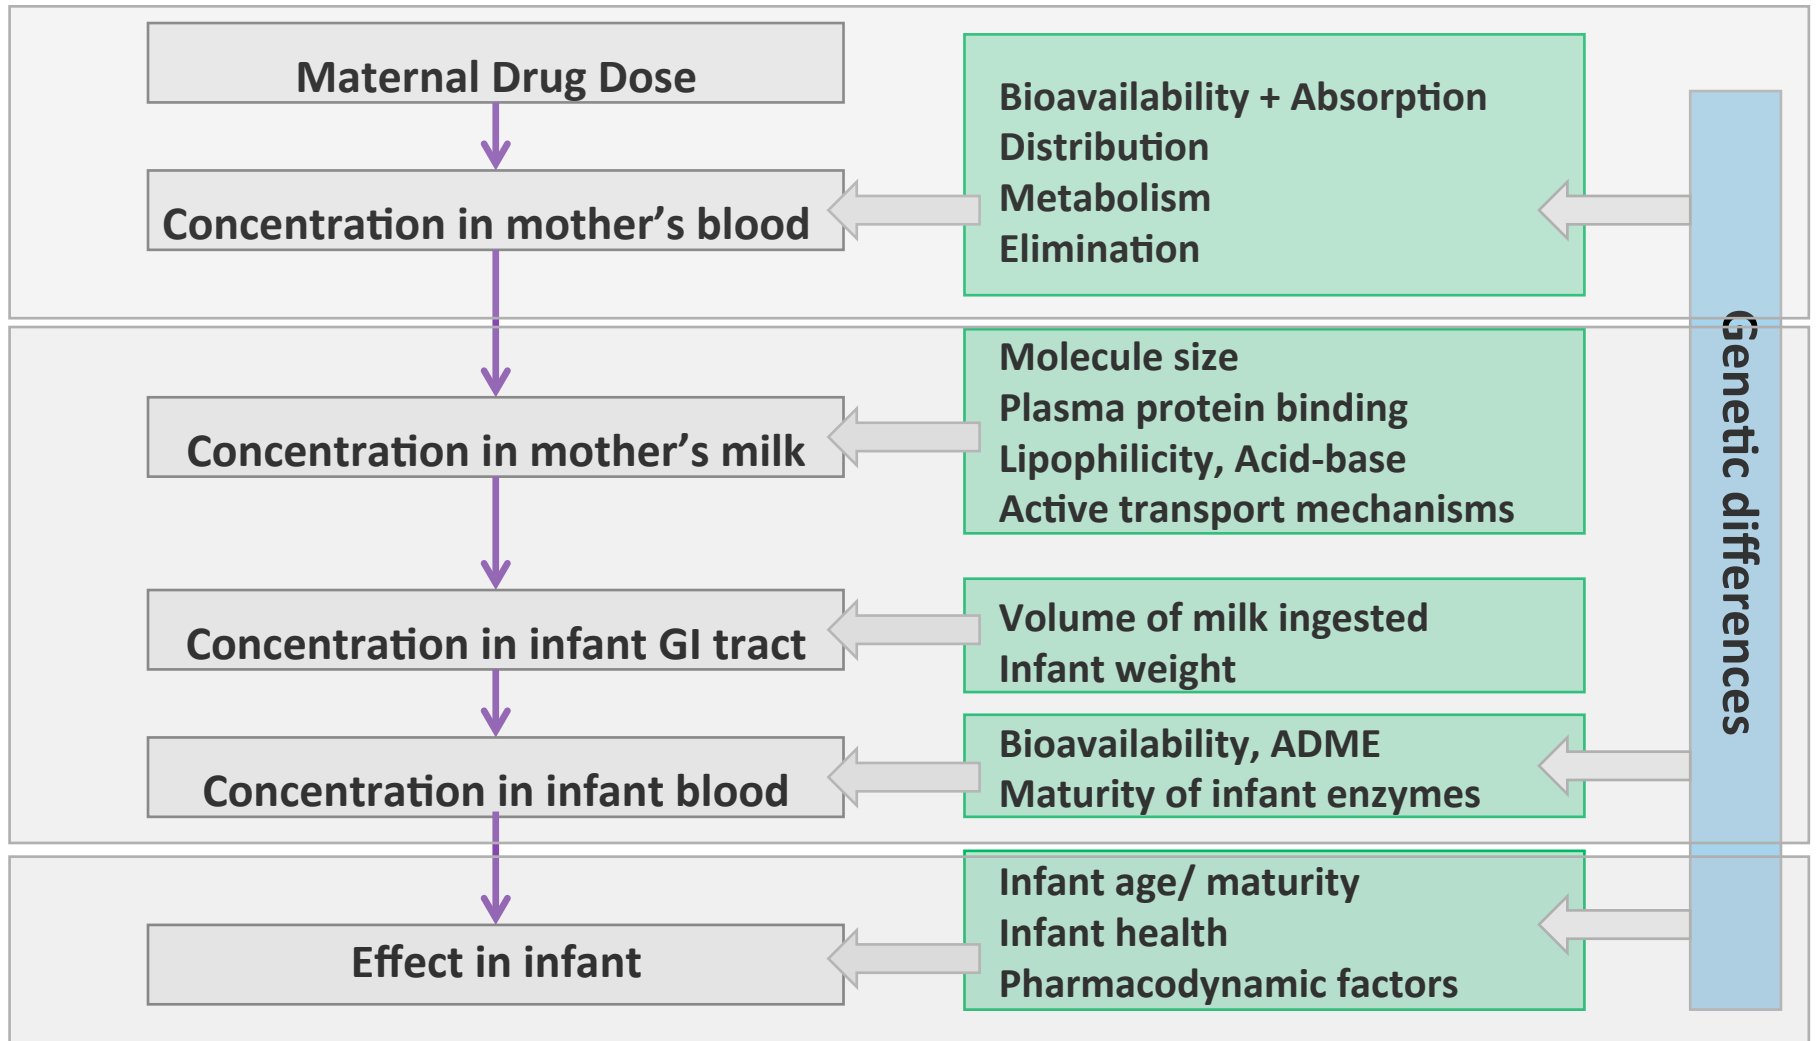 Maternal Drug Dose
Bioavailability + Absorption
Distribution
Metabolism
Elimination
Concentration in mother’s blood
Molecule size
Plasma protein binding
Lipophilicity, Acid-base
Active transport mechanisms
Concentration in mother’s milk
Volume of milk ingested
Infant weight
Concentration in infant GI tract
Bioavailability, ADME
Maturity of infant enzymes
Concentration in infant blood
Infant age/ maturity
Infant health
Pharmacodynamic factors
Effect in infant
Genetic differences